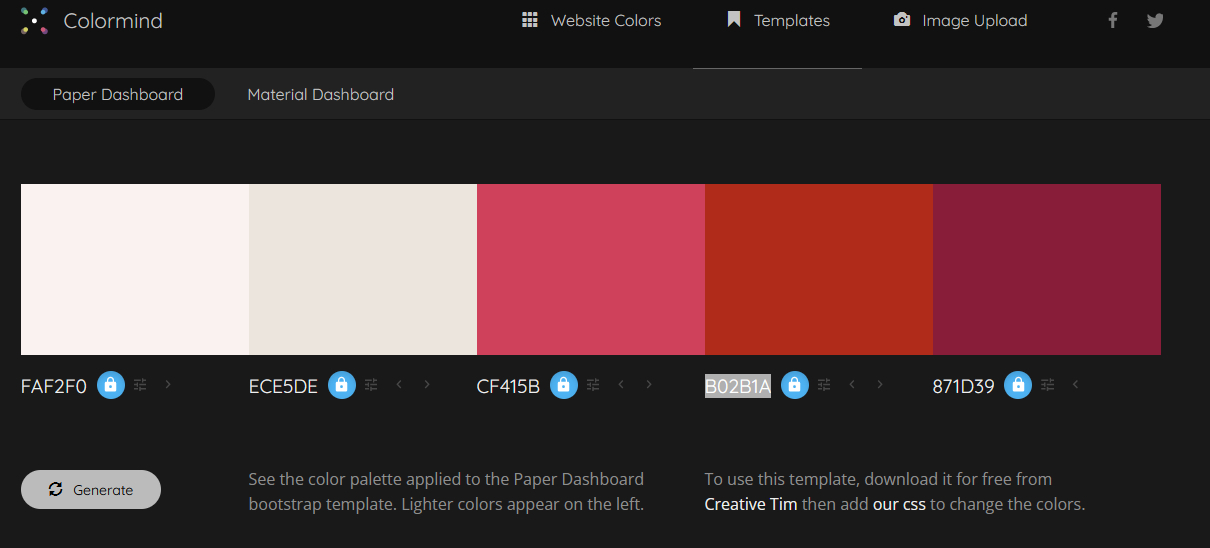 Colormind
Website Colors
Templates
Image Upload
Paper Dashboard
Material Dashboard
FAF2F0
ECE5DE
CF415B
B02B1A
871D39
Generate
See the color palette applied to the Paper Dashboard
bootstrap template. Lighter colors appear on the left.
To use this template, download it for free from
Creative Tim then add our css to change the colors.